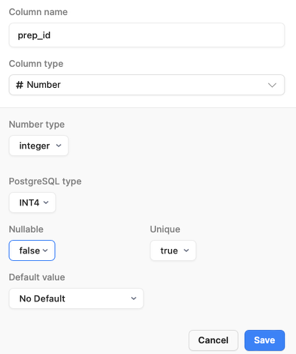 Column name
prep_id
Column type
# Number
Number type
integer
PostgreSQL type
INT4
Nullable Unique
false true
Default value
No Default
Cancel Save